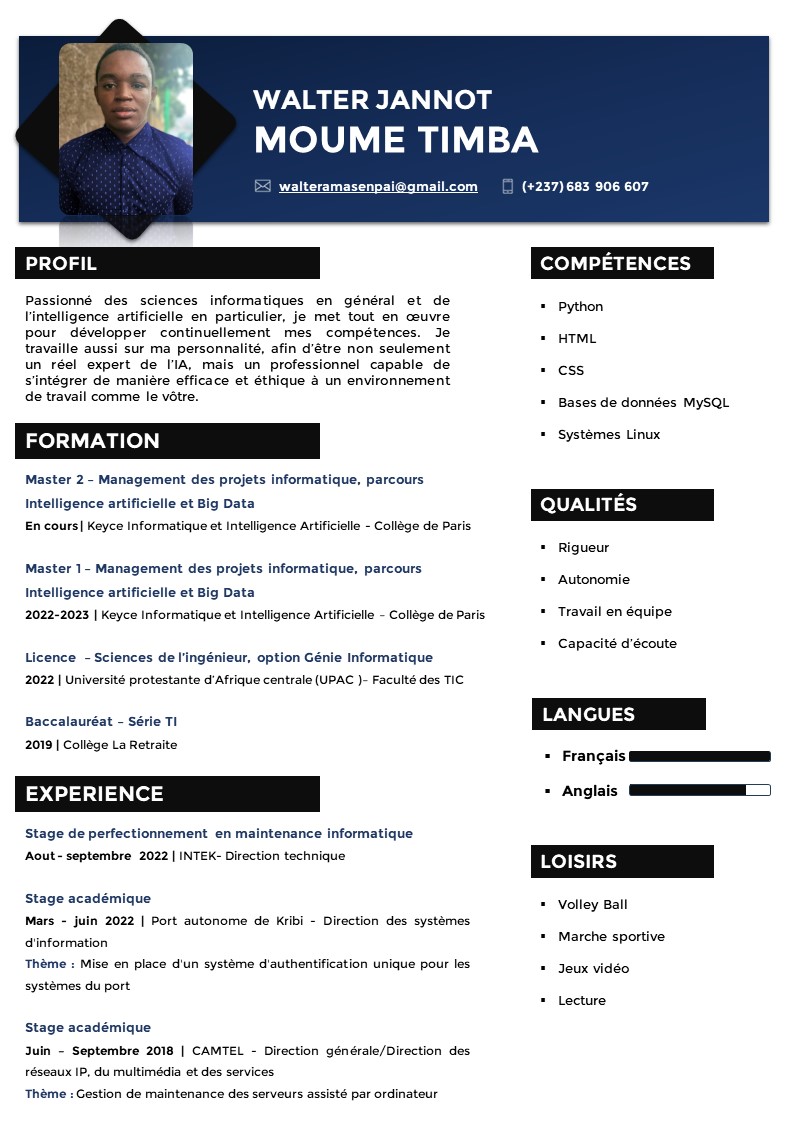 WALTER JANNOT
MOUME TIMBA
walteramasenpai@gmail.com (+237) 683 906 607
PROFIL
Passionné des sciences informatiques en général et de
l’intelligence artificielle en particulier, je met tout en œuvre
pour développer continuellement mes compétences. Je
travaille aussi sur ma personnalité, afin d’être non seulement
un réel expert de l’IA, mais un professionnel capable de
s’intégrer de manière efficace et éthique à un environnement
de travail comme le vôtre.
FORMATION
Master 2 – Management des projets informatique, parcours
Intelligence artificielle et Big Data
En cours| Keyce Informatique et Intelligence Artificielle - Collège de Paris
Master 1 – Management des projets informatique, parcours
Intelligence artificielle et Big Data
2022-2023 | Keyce Informatique et Intelligence Artificielle – Collège de Paris
Licence – Sciences de l’ingénieur, option Génie Informatique
2022 | Université protestante d’Afrique centrale (UPAC )– Faculté des TIC
Baccalauréat – Série TI
2019 | Collège La Retraite
EXPERIENCE
Stage de perfectionnement en maintenance informatique
Aout - septembre 2022 | INTEK- Direction technique
Stage académique
Mars - juin 2022 | Port autonome de Kribi - Direction des systèmes
d'information
Thème : Mise en place d'un système d'authentification unique pour les
systèmes du port
Stage académique
Juin – Septembre 2018 | CAMTEL - Direction générale/Direction des
réseaux IP, du multimédia et des services
Thème : Gestion de maintenance des serveurs assisté par ordinateur
COMPÉTENCES
▪ Python
▪ HTML
▪ CSS
▪ Bases de données MySQL
▪ Systèmes Linux
QUALITÉS
▪ Rigueur
▪ Autonomie
▪ Travail en équipe
▪ Capacité d’écoute
LANGUES
▪ Français
▪ Anglais
LOISIRS
▪ Volley Ball
▪ Marche sportive
▪ Jeux vidéo
▪ Lecture